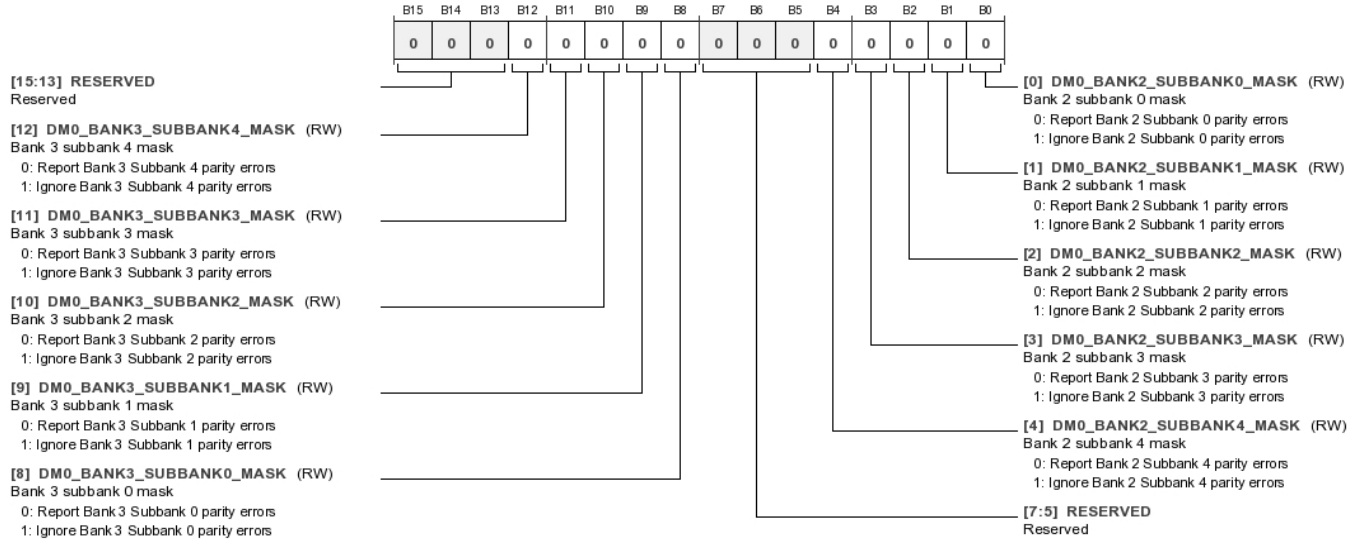 B15 B14 B13 B12 B11 B10 B9 B8 B7 B6 B5 B4 B3 B2 B1 B0
0 0 0 0 0 0 0 0 0 0 0 0 0 0 0 0
[15:13] RESERVED
Reserved
[12] DM0_BANK3_SUBBANK4_MASK (RW)
Bank 3 subbank 4 mask
0: Report Bank 3 Subbank 4 parity errors
1: Ignore Bank 3 Subbank 4 parity errors
[11] DM0_BANK3_SUBBANK3_MASK (RW)
Bank 3 subbank 3 mask
0: Report Bank 3 Subbank 3 parity errors
1: Ignore Bank 3 Subbank 3 parity errors
[10] DM0_BANK3_SUBBANK2_MASK (RW)
Bank 3 subbank 2 mask
0: Report Bank 3 Subbank 2 parity errors
1: Ignore Bank 3 Subbank 2 parity errors
[9] DM0_BANK3_SUBBANK1_MASK (RW)
Bank 3 subbank 1 mask
0: Report Bank 3 Subbank 1 parity errors
1: Ignore Bank 3 Subbank 1 parity errors
[8] DM0_BANK3_SUBBANK0_MASK (RW)
Bank 3 subbank 0 mask
0: Report Bank 3 Subbank 0 parity errors
1: Ignore Bank 3 Subbank 0 parity errors
[0] DM0_BANK2_SUBBANK0_MASK (RW)
Bank 2 subbank 0 mask
0: Report Bank 2 Subbank 0 parity errors
1: Ignore Bank 2 Subbank 0 parity errors
[1] DM0_BANK2_SUBBANK1_MASK (RW)
Bank 2 subbank 1 mask
0: Report Bank 2 Subbank 1 parity errors
1: Ignore Bank 2 Subbank 1 parity errors
[2] DM0_BANK2_SUBBANK2_MASK (RW)
Bank 2 subbank 2 mask
0: Report Bank 2 Subbank 2 parity errors
1: Ignore Bank 2 Subbank 2 parity errors
[3] DM0_BANK2_SUBBANK3_MASK (RW)
Bank 2 subbank 3 mask
0: Report Bank 2 Subbank 3 parity errors
1: Ignore Bank 2 Subbank 3 parity errors
[4] DM0_BANK2_SUBBANK4_MASK (RW)
Bank 2 subbank 4 mask
0: Report Bank 2 Subbank 4 parity errors
1: Ignore Bank 2 Subbank 4 parity errors
[7:5] RESERVED
Reserved